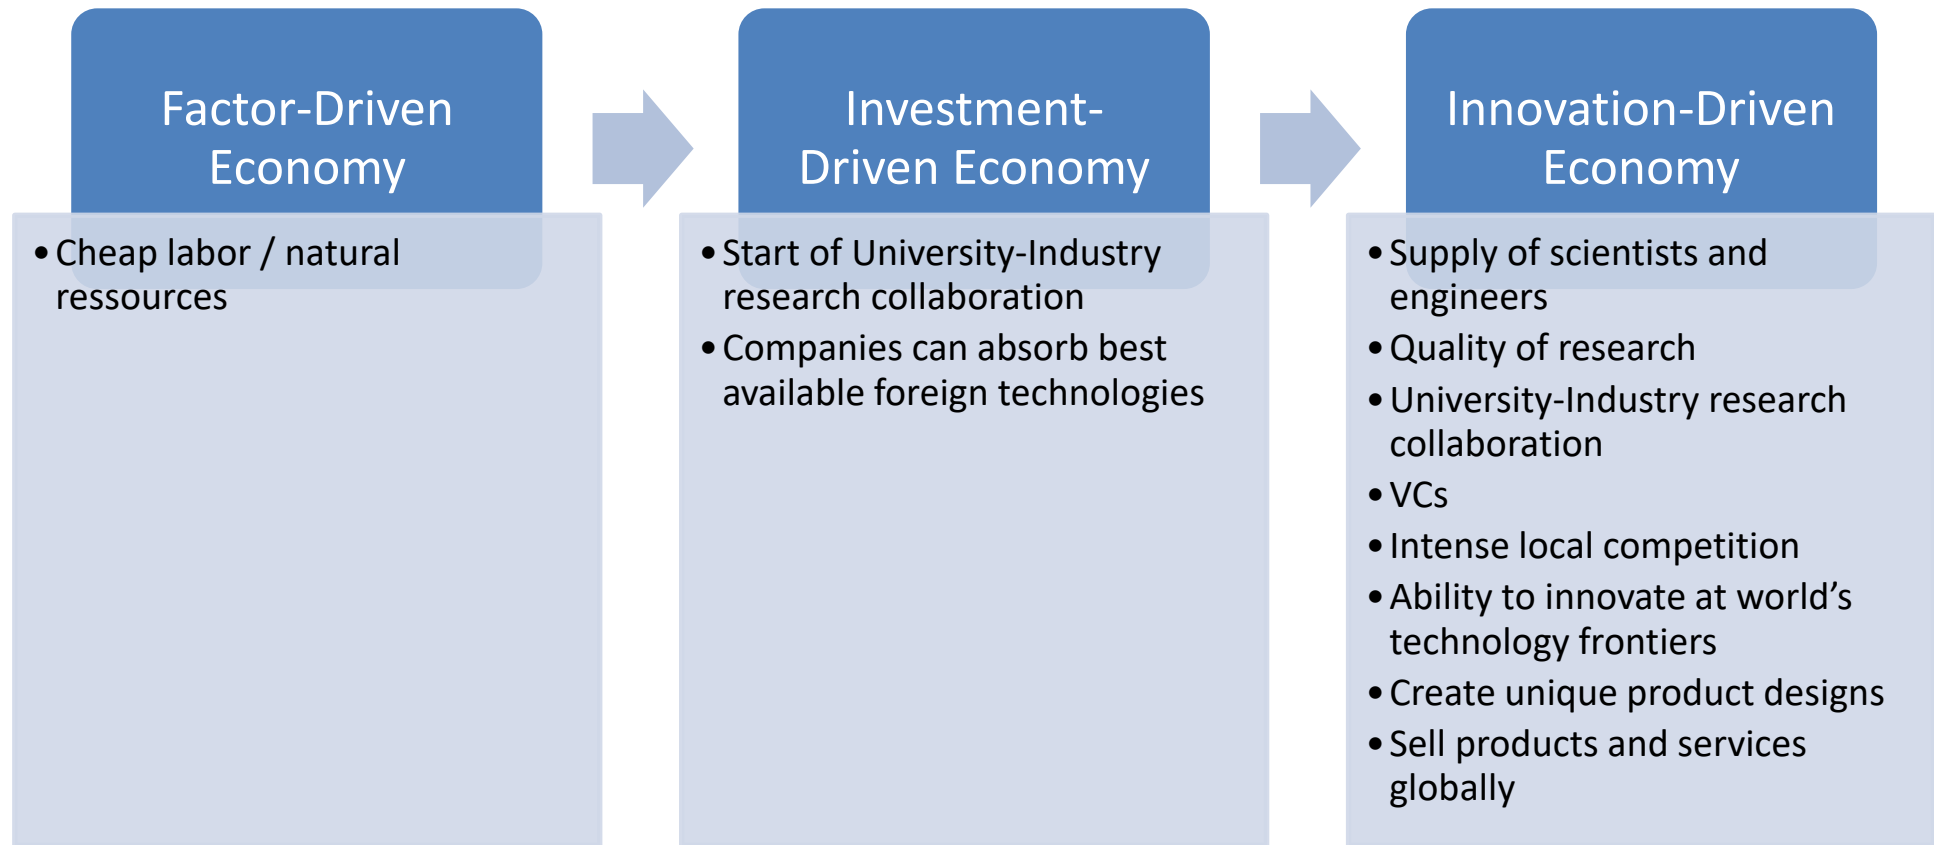 Factor-Driven
Economy
• Cheap labor / natural
ressources
Investment-
Driven Economy
• Start of University-Industry
research collaboration
• Companies can absorb best
available foreign technologies
Innovation-Driven
Economy
• Supply of scientists and
engineers
• Quality of research
• University-Industry research
collaboration
• VCs
• Intense local competition
• Ability to innovate at world’s
technology frontiers
• Create unique product designs
• Sell products and services
globally